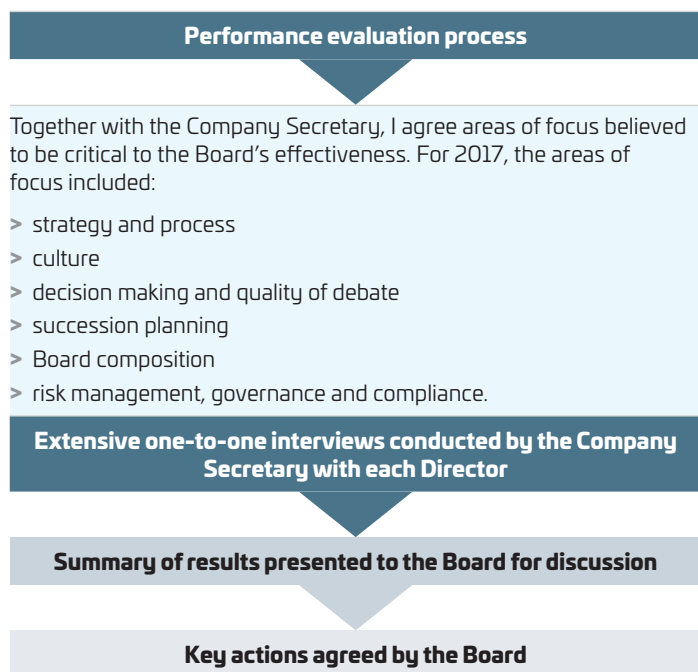 Performance evaluation process
Together with the Company Secretary, I agree areas of focus believed
to be critical to the Board's effectiveness. For 2017, the areas of
focus included:
> strategy and process
> culture
> decision making and quality of debate
> succession planning
> Board composition
> risk management, governance and compliance.
Extensive one-to-one interviews conducted by the Company
Secretary with each Director
Summary of results presented to the Board for discussion
Key actions agreed by the Board